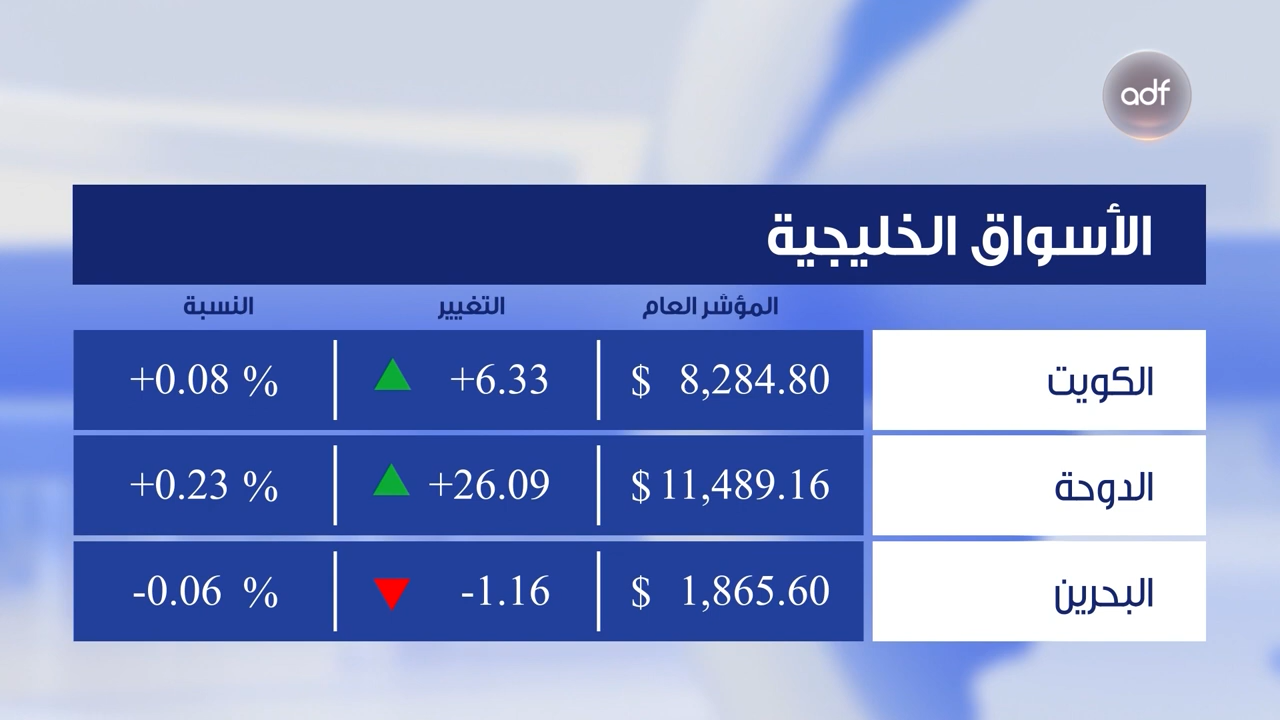 adf
الأسواق الخليجية
المؤشر العام التغيير النسبة
الكويت $ 8,284.80 +6.33 +0.08 %
الدوحة $ 11,489.16 +26.09 +0.23 %
البحرين $ 1,865.60 -1.16 -0.06 %